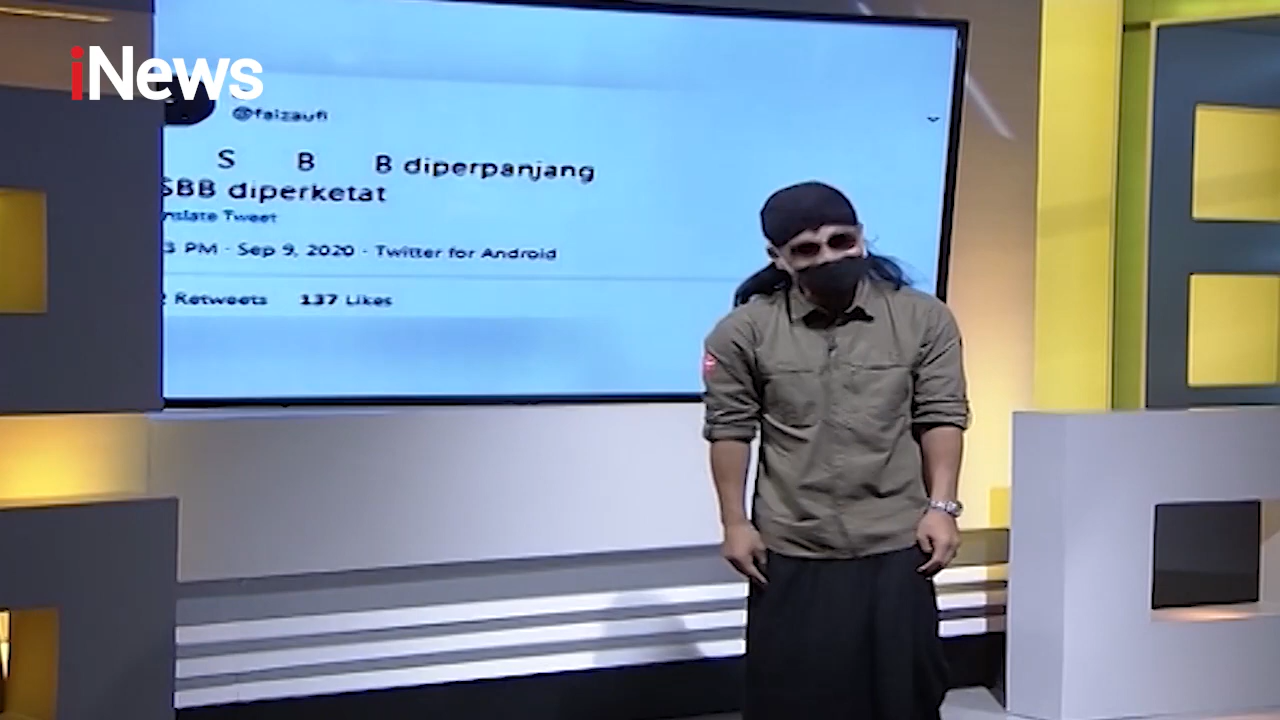 iNews
@faizaufi
S B B diperpanjang
SBB diperketat
nslate Tweet
3 PM · Sep 9, 2020 · Twitter for Android
Retweets 137 Likes